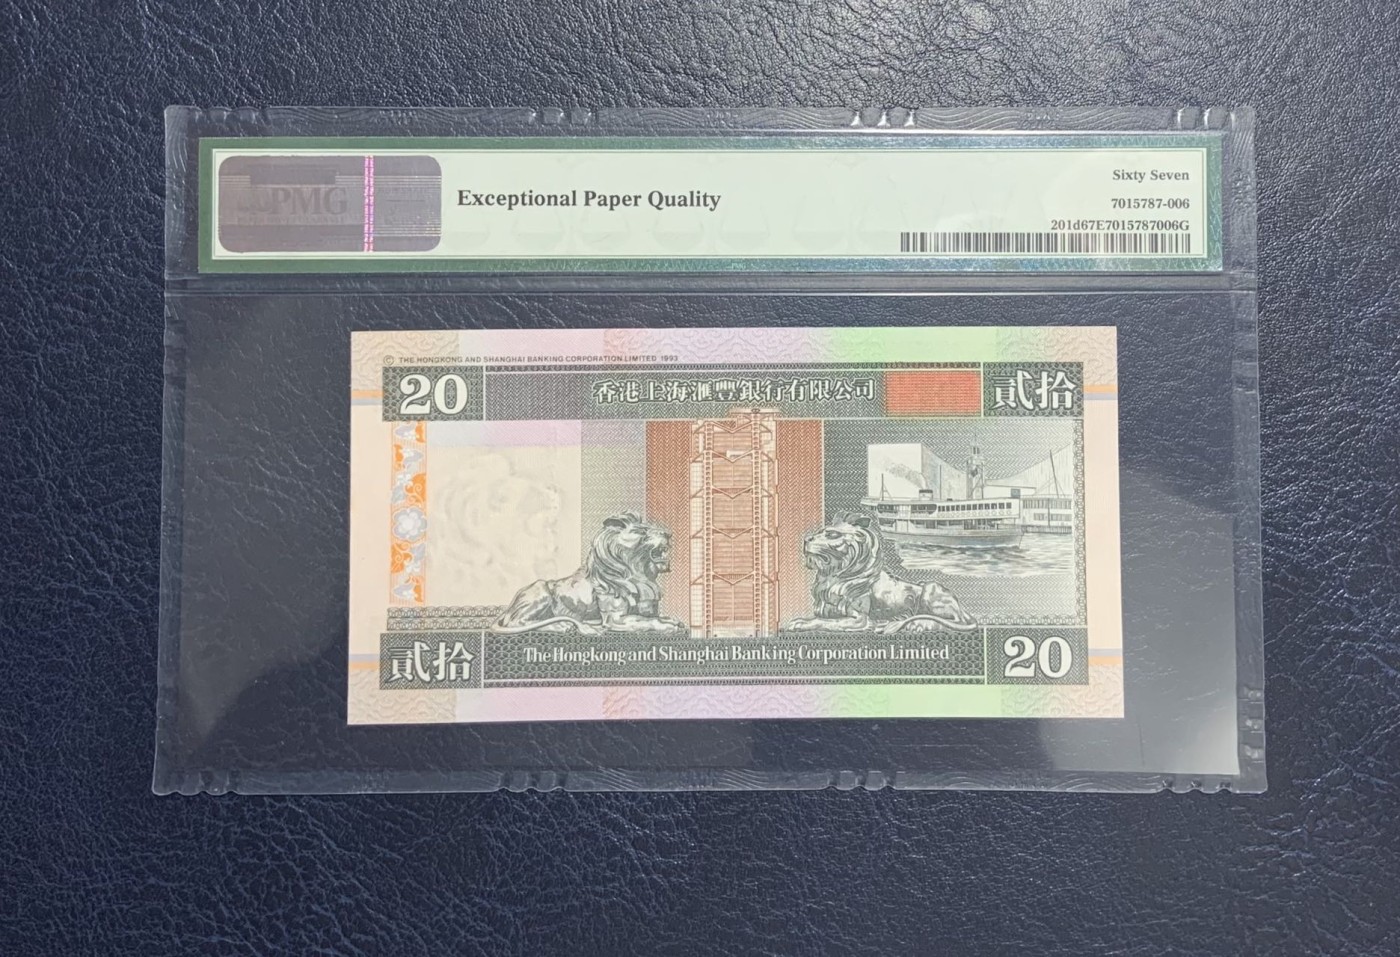 PMG
Exceptional Paper Quality
Sixty Seven
7015787-006
201d67E7015787006G
© THE HONGKONG AND SHANGHAI BANKING CORPORATION LIMITED 1993
20
香港上海滙豐銀行有限公司
貳拾
貳拾
The Hongkong and Shanghai Banking Corporation Limited
20